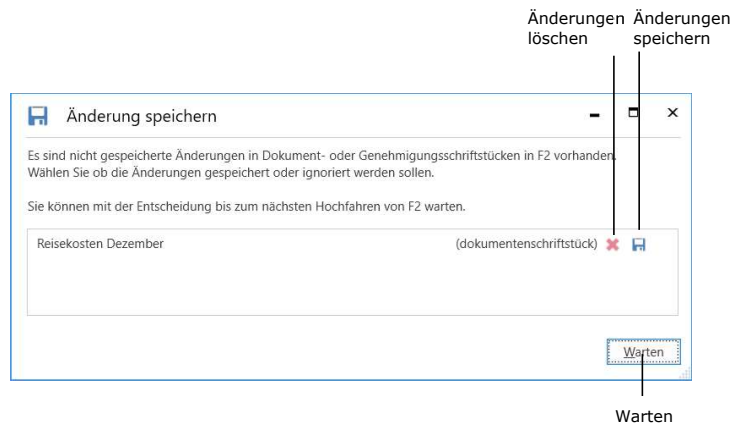 Änderungen löschen
Änderungen speichern
Änderung speichern
Es sind nicht gespeicherte Änderungen in Dokument- oder Genehmigungsschriftstücken in F2 vorhanden.
Wählen Sie ob die Änderungen gespeichert oder ignoriert werden sollen.
Sie können mit der Entscheidung bis zum nächsten Hochfahren von F2 warten.
Reisekosten Dezember (dokumentenschriftstück)
Warten
Warten